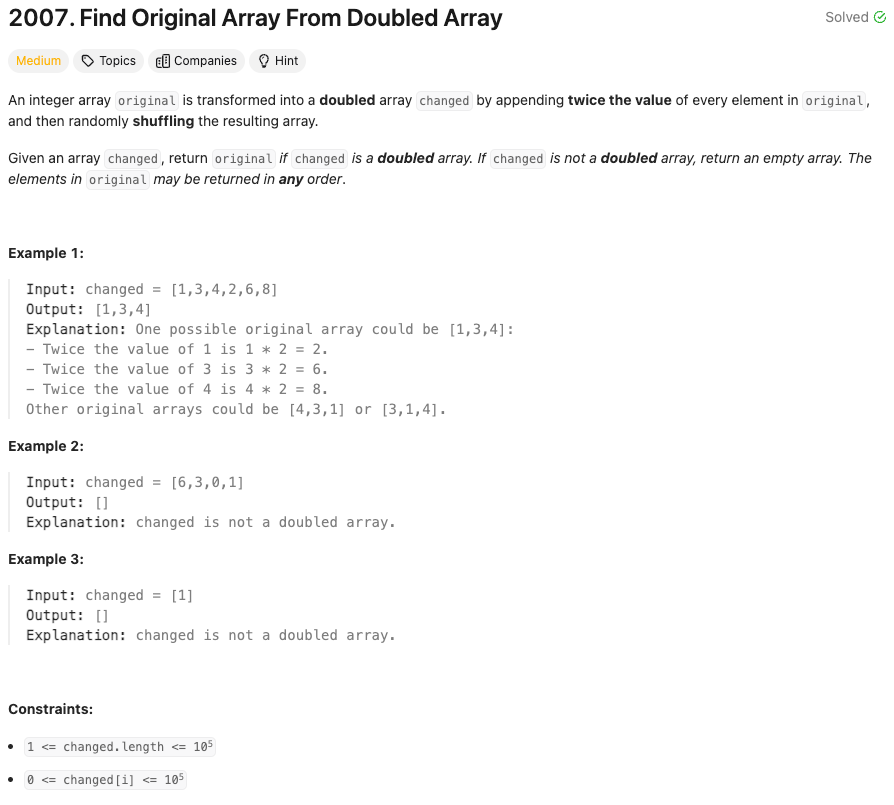 2007. Find Original Array From Doubled Array
Solved
Medium Topics Companies Hint
An integer array original is transformed into a doubled array changed by appending twice the value of every element in original,
and then randomly shuffling the resulting array.
Given an array changed, return original if changed is a doubled array. If changed is not a doubled array, return an empty array. The
elements in original may be returned in any order.
Example 1:
Input: changed = [1,3,4,2,6,8]
Output: [1,3,4]
Explanation: One possible original array could be [1,3,4]:
- Twice the value of 1 is 1 * 2 = 2.
- Twice the value of 3 is 3 * 2 = 6.
- Twice the value of 4 is 4 * 2 = 8.
Other original arrays could be [4,3,1] or [3,1,4].
Example 2:
Input: changed = [6,3,0,1]
Output: []
Explanation: changed is not a doubled array.
Example 3:
Input: changed = [1]
Output: []
Explanation: changed is not a doubled array.
Constraints:
• 1 <= changed.length <= 10⁵
• 0 <= changed[i] <= 10⁵